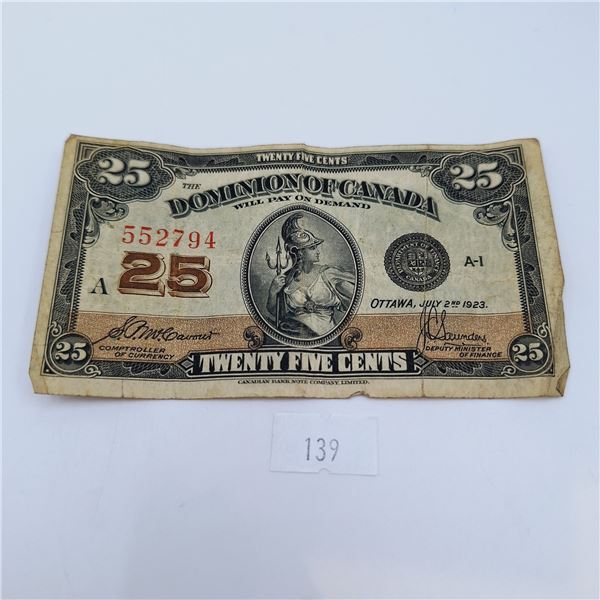 25 TWENTY FIVE CENTS 25
THE
DOMINION OF CANADA
WILL PAY ON DEMAND
552794
A 25
A-1
OTTAWA, JULY 2ND 1923.
J.C. Saunders
COMPTROLLER OF CURRENCY
DEPUTY MINISTER OF FINANCE
25 TWENTY FIVE CENTS 25
CANADIAN BANK NOTE COMPANY LIMITED.
139